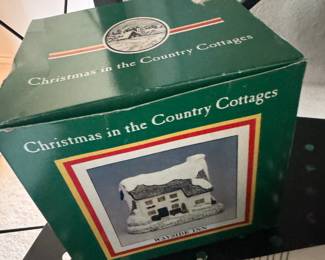 Christmas in the Country Cottages
Christmas in the Country Cottages
WAYSIDE INN